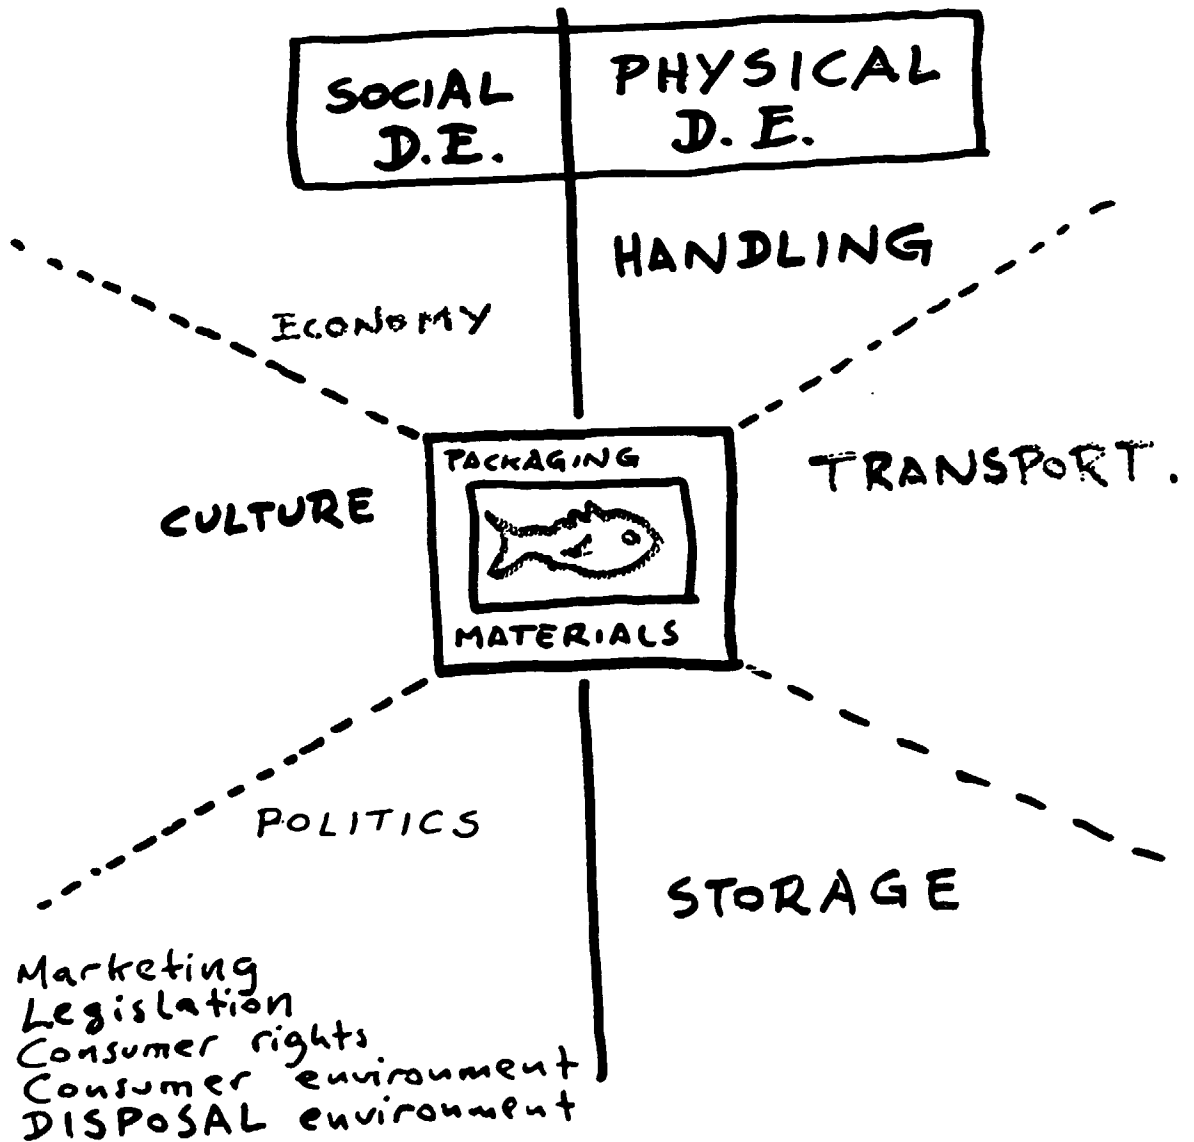 SOCIAL
D.E.
PHYSICAL
D. E.
HANDLING
ECONOMY
PACKAGING
TRANSPORT.
CULTURE
MATERIALS
POLITICS
STORAGE
Marketing
Legislation
Consumer rights
Consumer environment
DISPOSAL environment